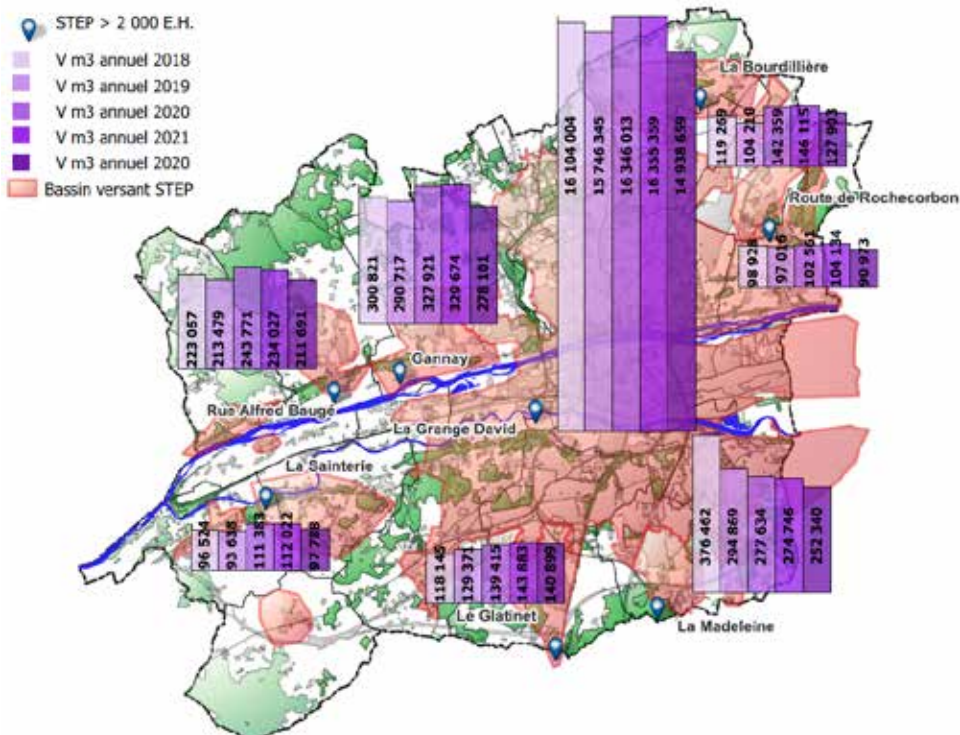 STEP > 2 000 E.H.
V m3 annuel 2018
V m3 annuel 2019
V m3 annuel 2020
V m3 annuel 2021
V m3 annuel 2020
Bassin versant STEP
La Bourdillière
119 269
104 210
142 359
146 115
127 993
Route de Rochecorbon
98 928
97 016
102 561
104 134
90 973
16 104 004
15 746 345
16 346 013
16 355 359
14 938 659
300 821
290 717
327 921
329 674
278 101
223 057
213 479
243 771
234 027
211 691
Gannay
Rue Alfred Baugé
La Grange David
La Sainterie
96 524
93 638
111 383
112 022
97 788
118 145
129 371
139 415
143 883
140 899
Le Glatinet
376 462
294 869
277 634
274 746
252 340
La Madeleine